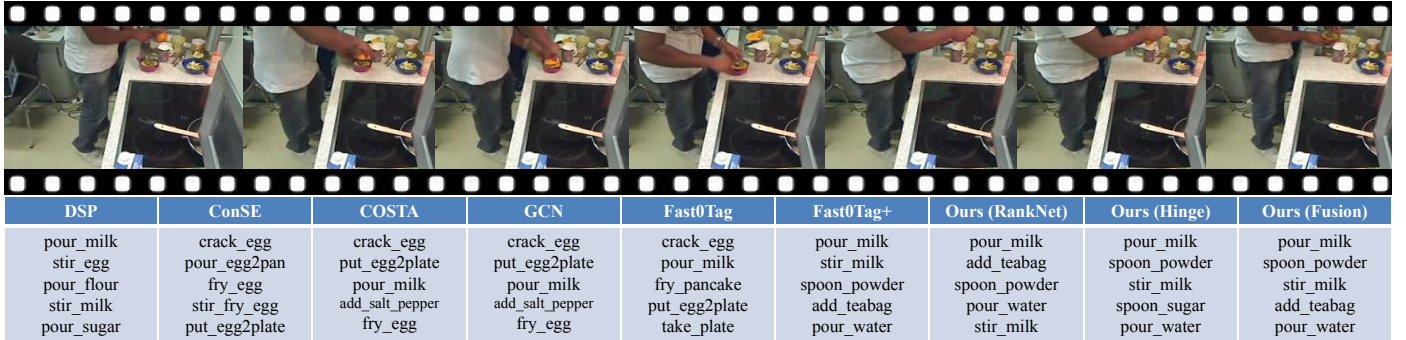 DSP ConSE COSTA GCN Fast0Tag Fast0Tag+ Ours (RankNet) Ours (Hinge) Ours (Fusion)
pour_milk crack_egg crack_egg crack_egg crack_egg pour_milk pour_milk pour_milk pour_milk
stir_egg pour_egg2pan put_egg2plate put_egg2plate pour_milk stir_milk add_teabag spoon_powder spoon_powder
pour_flour fry_egg pour_milk pour_milk fry_pancake spoon_powder spoon_powder stir_milk stir_milk
stir_milk stir_fry_egg add_salt_pepper add_salt_pepper put_egg2plate add_teabag pour_water spoon_sugar add_teabag
pour_sugar put_egg2plate fry_egg fry_egg take_plate pour_water stir_milk pour_water pour_water